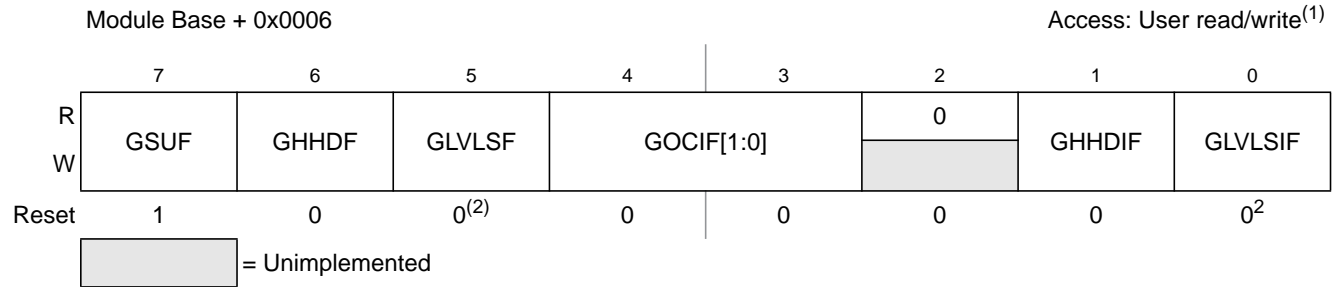 Module Base + 0x0006 Access: User read/write(1)
7 6 5 4 3 2 1 0
R GSUF GHHDF GLVLSF GOCIF[1:0] 0 GHHDIF GLVLSIF
W
Reset 1 0 0(2) 0 0 0 0 02
= Unimplemented